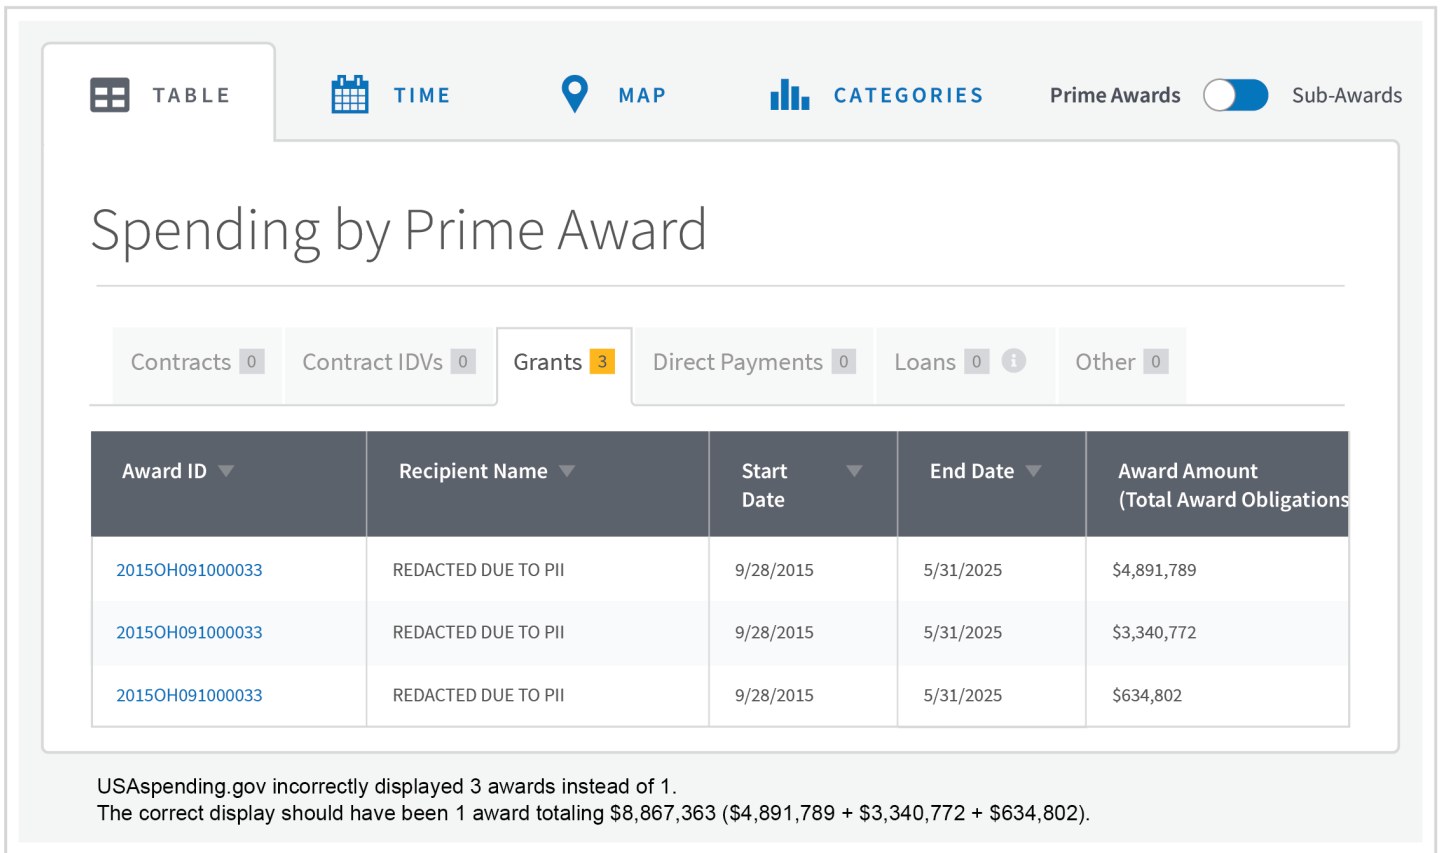 TABLE TIME MAP CATEGORIES Prime Awards Sub-Awards
Spending by Prime Award
Contracts 0 Contract IDVs 0 Grants 3 Direct Payments 0 Loans 0 i Other 0
Award ID Recipient Name Start Date End Date Award Amount (Total Award Obligations
2015OH091000033 REDACTED DUE TO PII 9/28/2015 5/31/2025 $4,891,789
2015OH091000033 REDACTED DUE TO PII 9/28/2015 5/31/2025 $3,340,772
2015OH091000033 REDACTED DUE TO PII 9/28/2015 5/31/2025 $634,802
USAspending.gov incorrectly displayed 3 awards instead of 1.
The correct display should have been 1 award totaling $8,867,363 ($4,891,789 + $3,340,772 + $634,802).